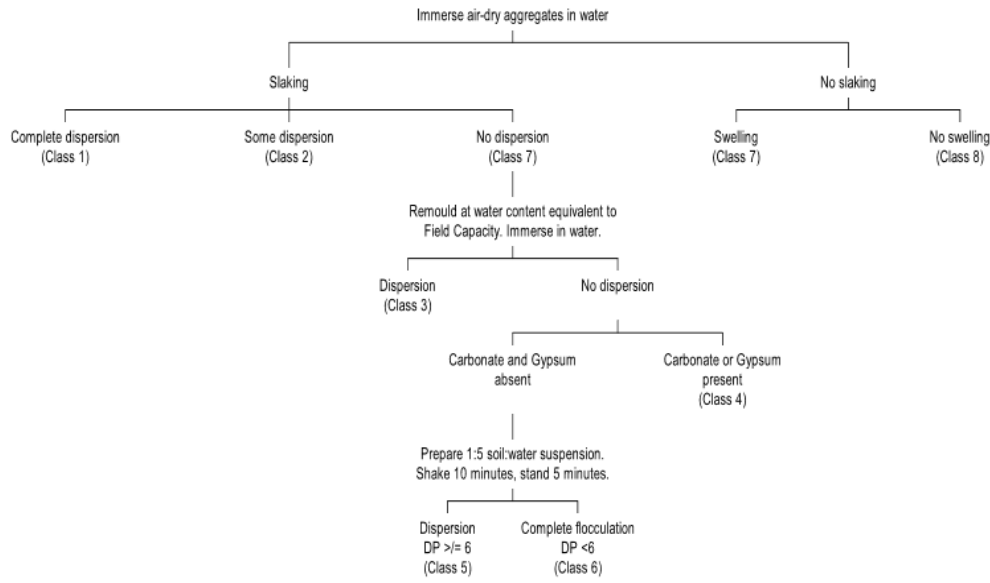 Immerse air-dry aggregates in water
Slaking
No slaking
Complete dispersion
(Class 1)
Some dispersion
(Class 2)
No dispersion
(Class 7)
Swelling
(Class 7)
No swelling
(Class 8)
Remould at water content equivalent to
Field Capacity. Immerse in water.
Dispersion
(Class 3)
No dispersion
Carbonate and Gypsum
absent
Carbonate or Gypsum
present
(Class 4)
Prepare 1:5 soil:water suspension.
Shake 10 minutes, stand 5 minutes.
Dispersion
DP >/= 6
(Class 5)
Complete flocculation
DP <6
(Class 6)